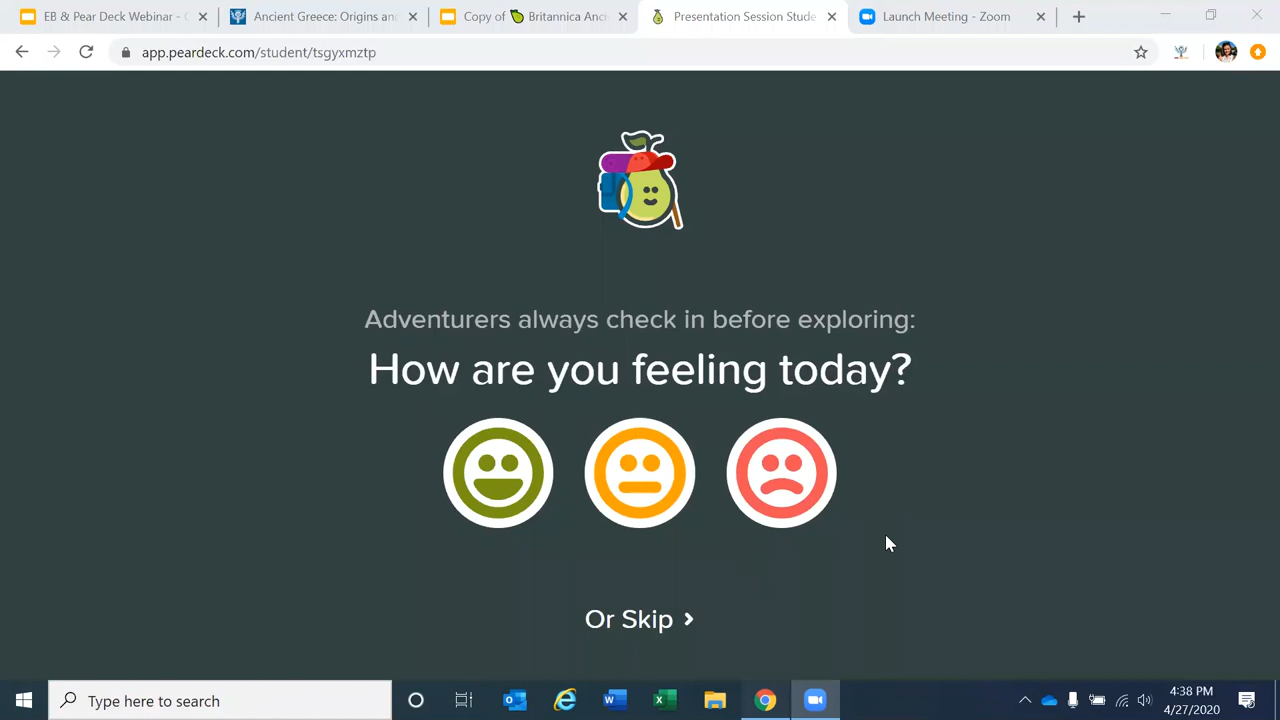 EB & Pear Deck Webinar - G
Ancient Greece: Origins an
Copy of Britannica Anc
Presentation Session Stude
Launch Meeting - Zoom
app.peardeck.com/student/tsgyxmztp
Adventurers always check in before exploring:
How are you feeling today?
Or Skip
Type here to search
4:38 PM
4/27/2020